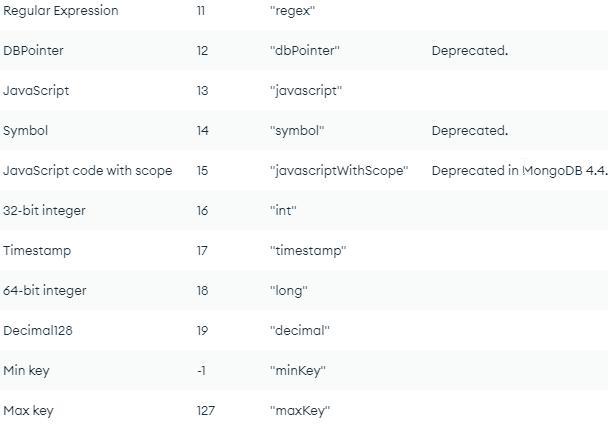 Regular Expression 11 "regex"
DBPointer 12 "dbPointer" Deprecated.
JavaScript 13 "javascript"
Symbol 14 "symbol" Deprecated.
JavaScript code with scope 15 "javascriptWithScope" Deprecated in MongoDB 4.4.
32-bit integer 16 "int"
Timestamp 17 "timestamp"
64-bit integer 18 "long"
Decimal128 19 "decimal"
Min key -1 "minKey"
Max key 127 "maxKey"